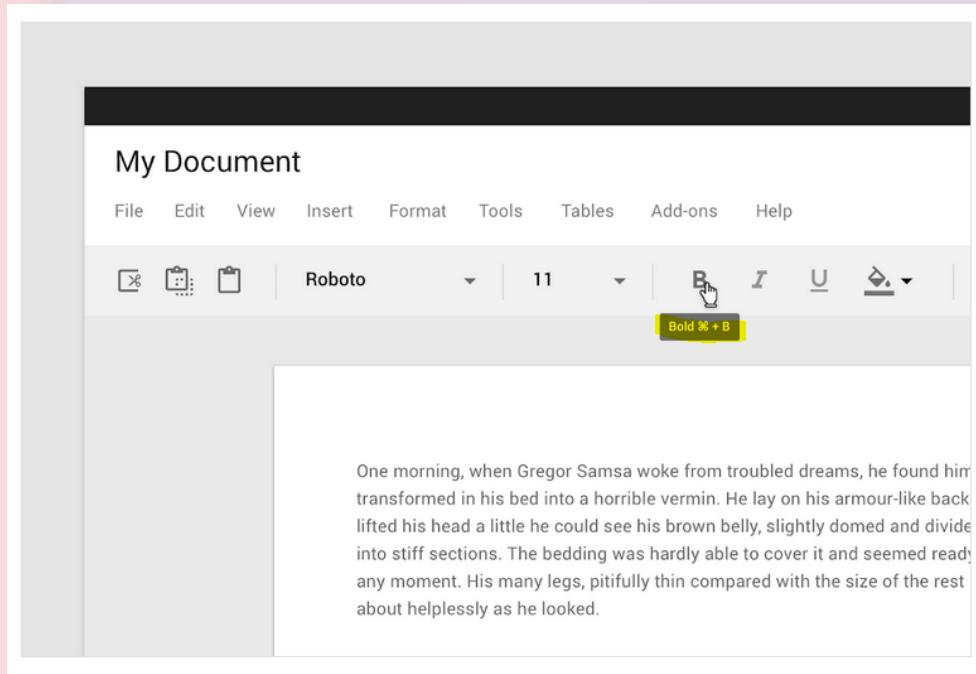 My Document
File Edit View Insert Format Tools Tables Add-ons Help
Roboto 11 B I U
Bold ⌘ + B
One morning, when Gregor Samsa woke from troubled dreams, he found him
transformed in his bed into a horrible vermin. He lay on his armour-like back
lifted his head a little he could see his brown belly, slightly domed and divide
into stiff sections. The bedding was hardly able to cover it and seemed ready
any moment. His many legs, pitifully thin compared with the size of the rest
about helplessly as he looked.